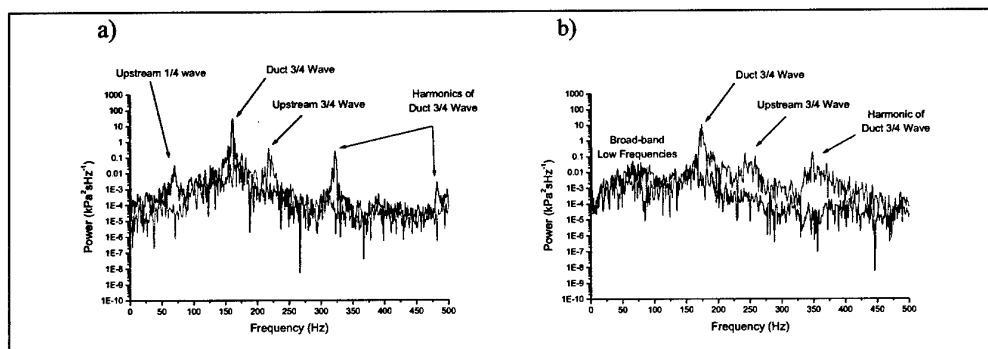 a)
Upstream 1/4 wave
Duct 3/4 Wave
Upstream 3/4 Wave
Harmonics of
Duct 3/4 Wave
1000
100
10
1
0.1
0.01
1E-3
1E-4
1E-5
1E-6
1E-7
1E-8
1E-9
1E-10
Power (kPa²sHz⁻¹)
0 50 100 150 200 250 300 350 400 450 500
Frequency (Hz)
b)
Duct 3/4 Wave
Upstream 3/4 Wave
Broad-band
Low Frequencies
Harmonic of
Duct 3/4 Wave
1000
100
10
1
0.1
0.01
1E-3
1E-4
1E-5
1E-6
1E-7
1E-8
1E-9
1E-10
Power (kPa²sHz⁻¹)
0 50 100 150 200 250 300 350 400 450 500
Frequency (Hz)